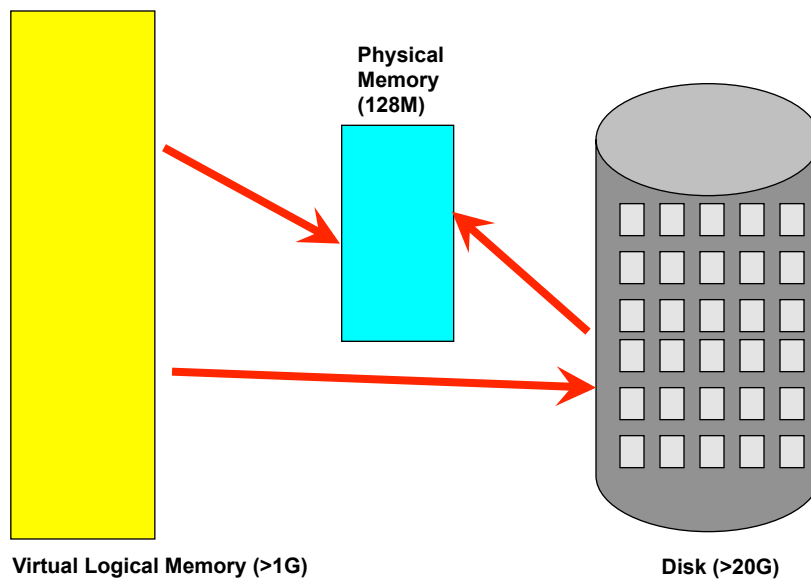 Physical
Memory
(128M)
Virtual Logical Memory (>1G)
Disk (>20G)